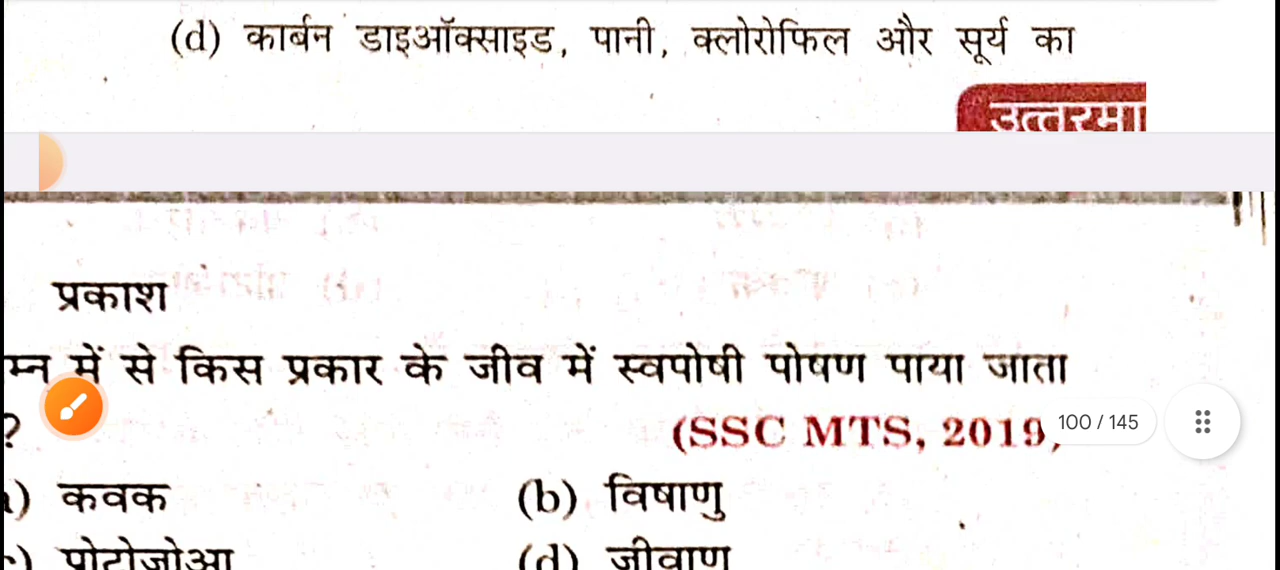 (d) कार्बन डाइऑक्साइड, पानी, क्लोरोफिल और सूर्य का
प्रकाश
में से किस प्रकार के जीव में स्वपोषी पोषण पाया जाता
? (SSC MTS, 2019)
100 / 145
) कवक (b) विषाणु
) प्रोटोजोआ (d) जीवाणु